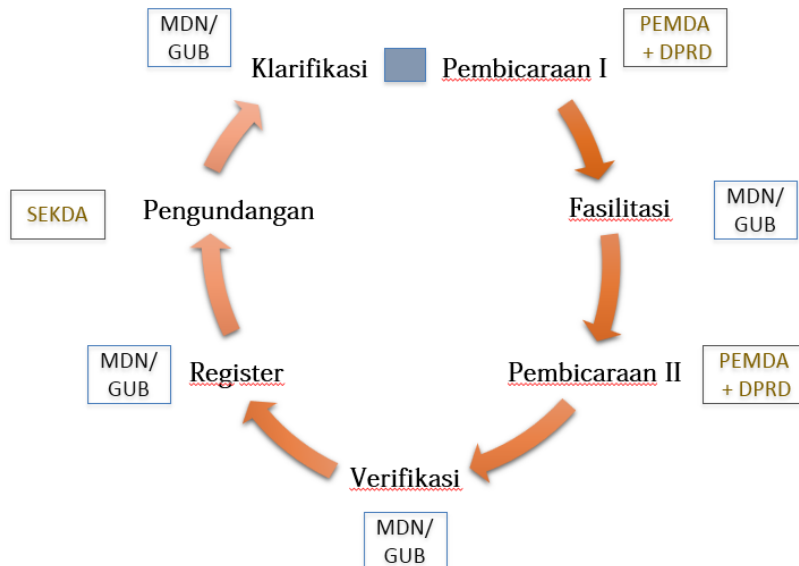 MDN/
GUB
Klarifikasi
Pembicaraan I
PEMDA
+ DPRD
Fasilitasi
MDN/
GUB
Pembicaraan II
PEMDA
+ DPRD
Verifikasi
MDN/
GUB
Register
MDN/
GUB
Pengundangan
SEKDA